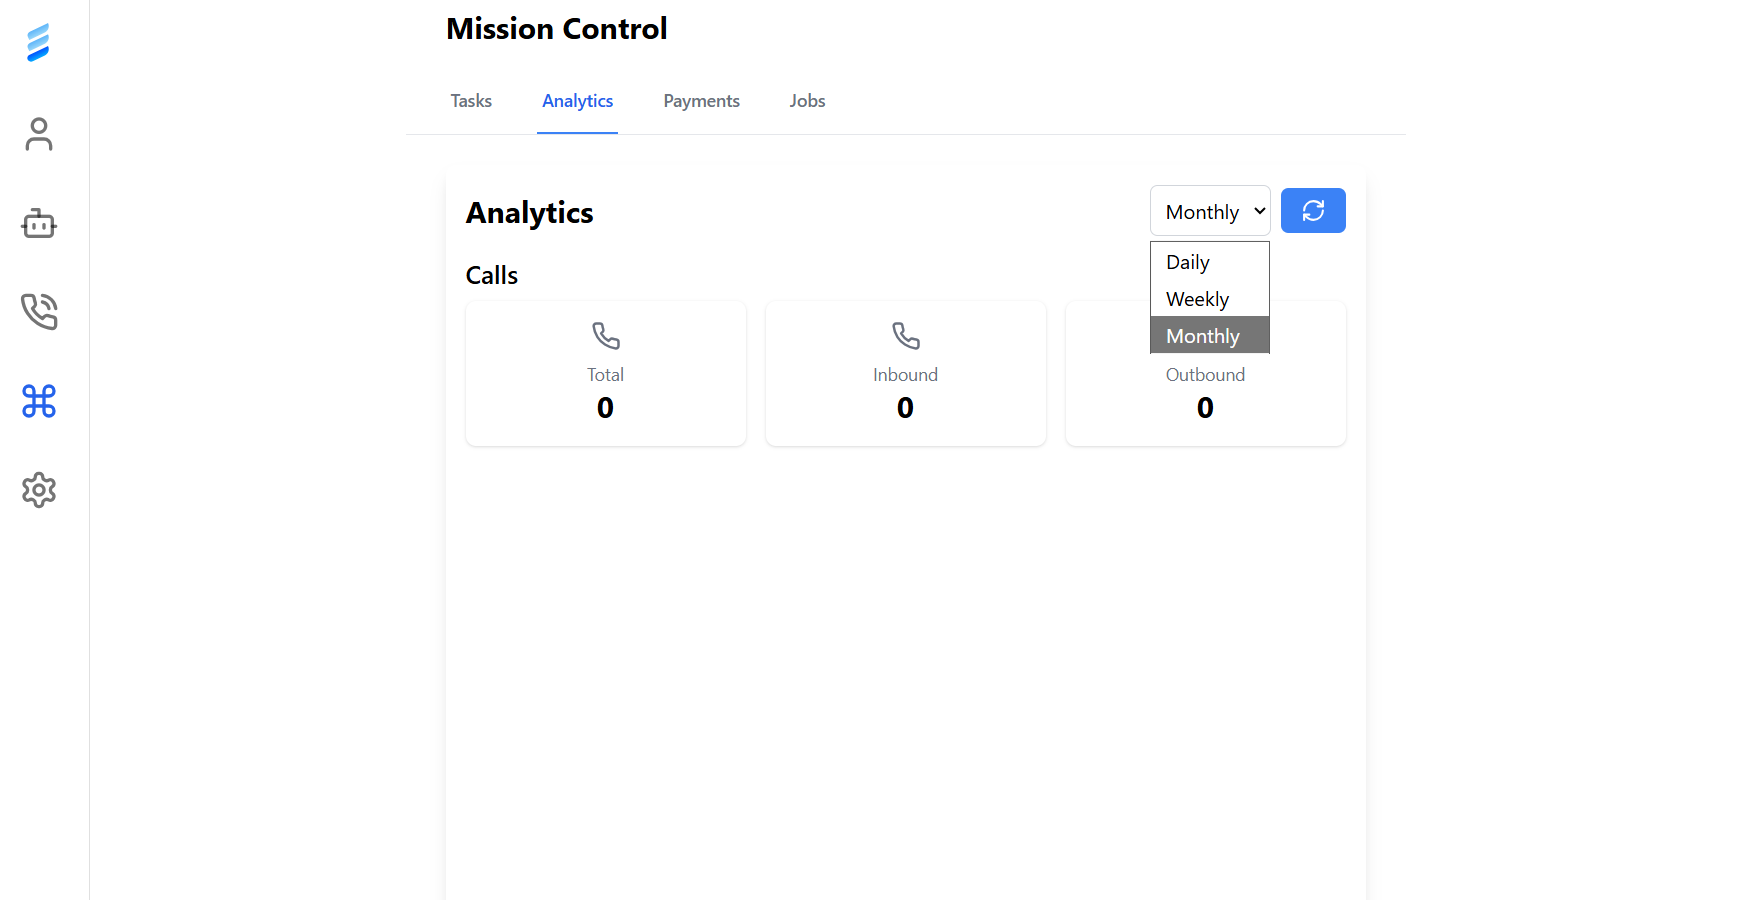 Mission Control
Tasks Analytics Payments Jobs
Analytics
Monthly
Daily
Weekly
Monthly
Calls
Total Inbound Outbound
0 0 0